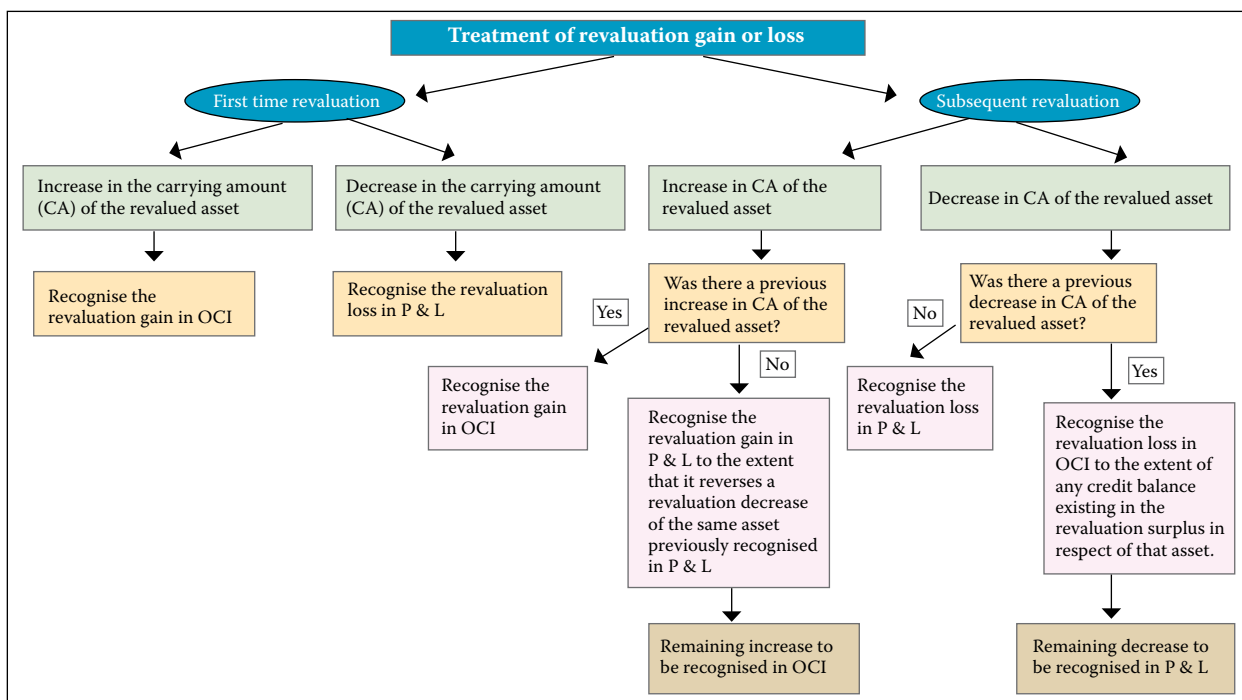 Treatment of revaluation gain or loss
First time revaluation
Subsequent revaluation
Increase in the carrying amount
(CA) of the revalued asset
Decrease in the carrying amount
(CA) of the revalued asset
Increase in CA of the
revalued asset
Decrease in CA of the revalued asset
Recognise the
revaluation gain in OCI
Recognise the revaluation
loss in P & L
Was there a previous
increase in CA of the
revalued asset?
Was there a previous
decrease in CA of the
revalued asset?
Yes
No
No
Yes
Recognise the
revaluation gain
in OCI
Recognise the
revaluation gain in
P & L to the extent
that it reverses a
revaluation decrease
of the same asset
previously recognised
in P & L
Recognise the
revaluation loss
in P & L
Recognise the
revaluation loss in
OCI to the extent of
any credit balance
existing in the
revaluation surplus in
respect of that asset.
Remaining increase to
be recognised in OCI
Remaining decrease to
be recognised in P & L